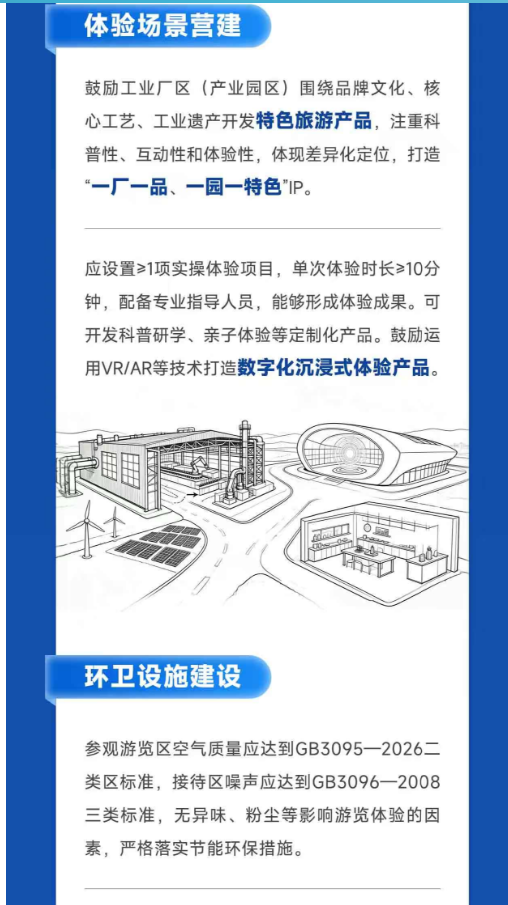 体验场景营建
鼓励工业厂区（产业园区）围绕品牌文化、核
心工艺、工业遗产开发特色旅游产品，注重科
普性、互动性和体验性，体现差异化定位，打造
“一厂一品、一园一特色”IP。
应设置≥1项实操体验项目，单次体验时长≥10分
钟，配备专业指导人员，能够形成体验成果。可
开发科普研学、亲子体验等定制化产品。鼓励运
用VR/AR等技术打造数字化沉浸式体验产品。
环卫设施建设
参观游览区空气质量应达到GB3095—2026二
类区标准，接待区噪声应达到GB3096—2008
三类标准，无异味、粉尘等影响游览体验的因
素，严格落实节能环保措施。